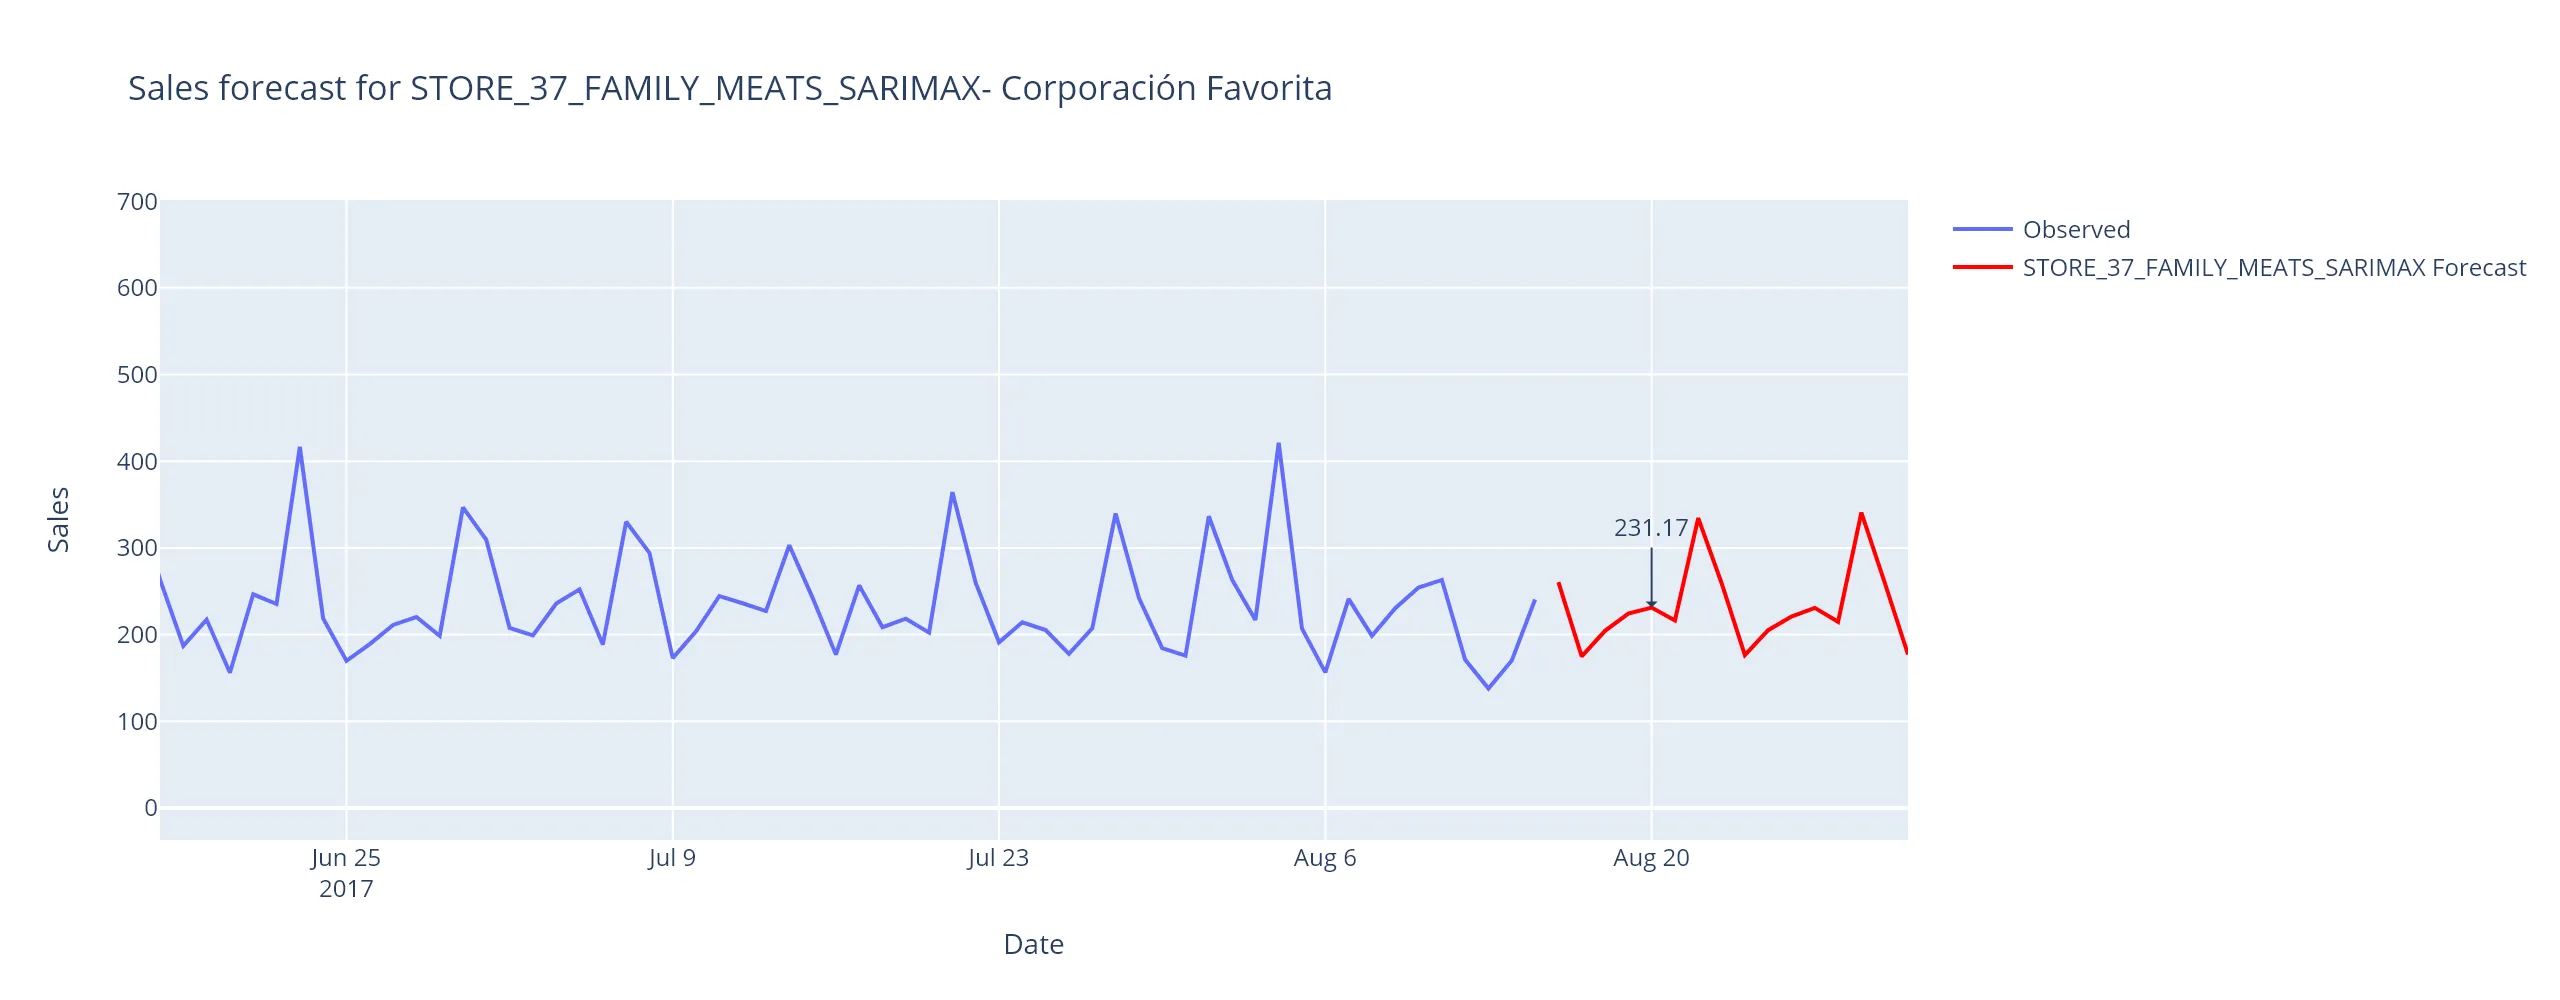 Sales forecast for STORE_37_FAMILY_MEATS_SARIMAX- Corporación Favorita
700
600
500
400
300
200
100
0
Sales
231.17
Jun 25
2017
Jul 9
Jul 23
Aug 6
Aug 20
Date
Observed
STORE_37_FAMILY_MEATS_SARIMAX Forecast